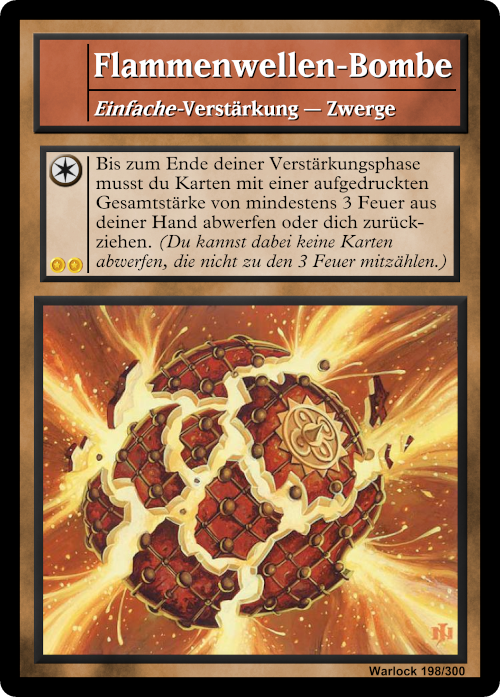 Flammenwellen-Bombe
Einfache-Verstärkung — Zwerge
Bis zum Ende deiner Verstärkungsphase
musst du Karten mit einer aufgedruckten
Gesamtstärke von mindestens 3 Feuer aus
deiner Hand abwerfen oder dich zurück-
ziehen. (Du kannst dabei keine Karten
abwerfen, die nicht zu den 3 Feuer mitzählen.)
Warlock 198/300